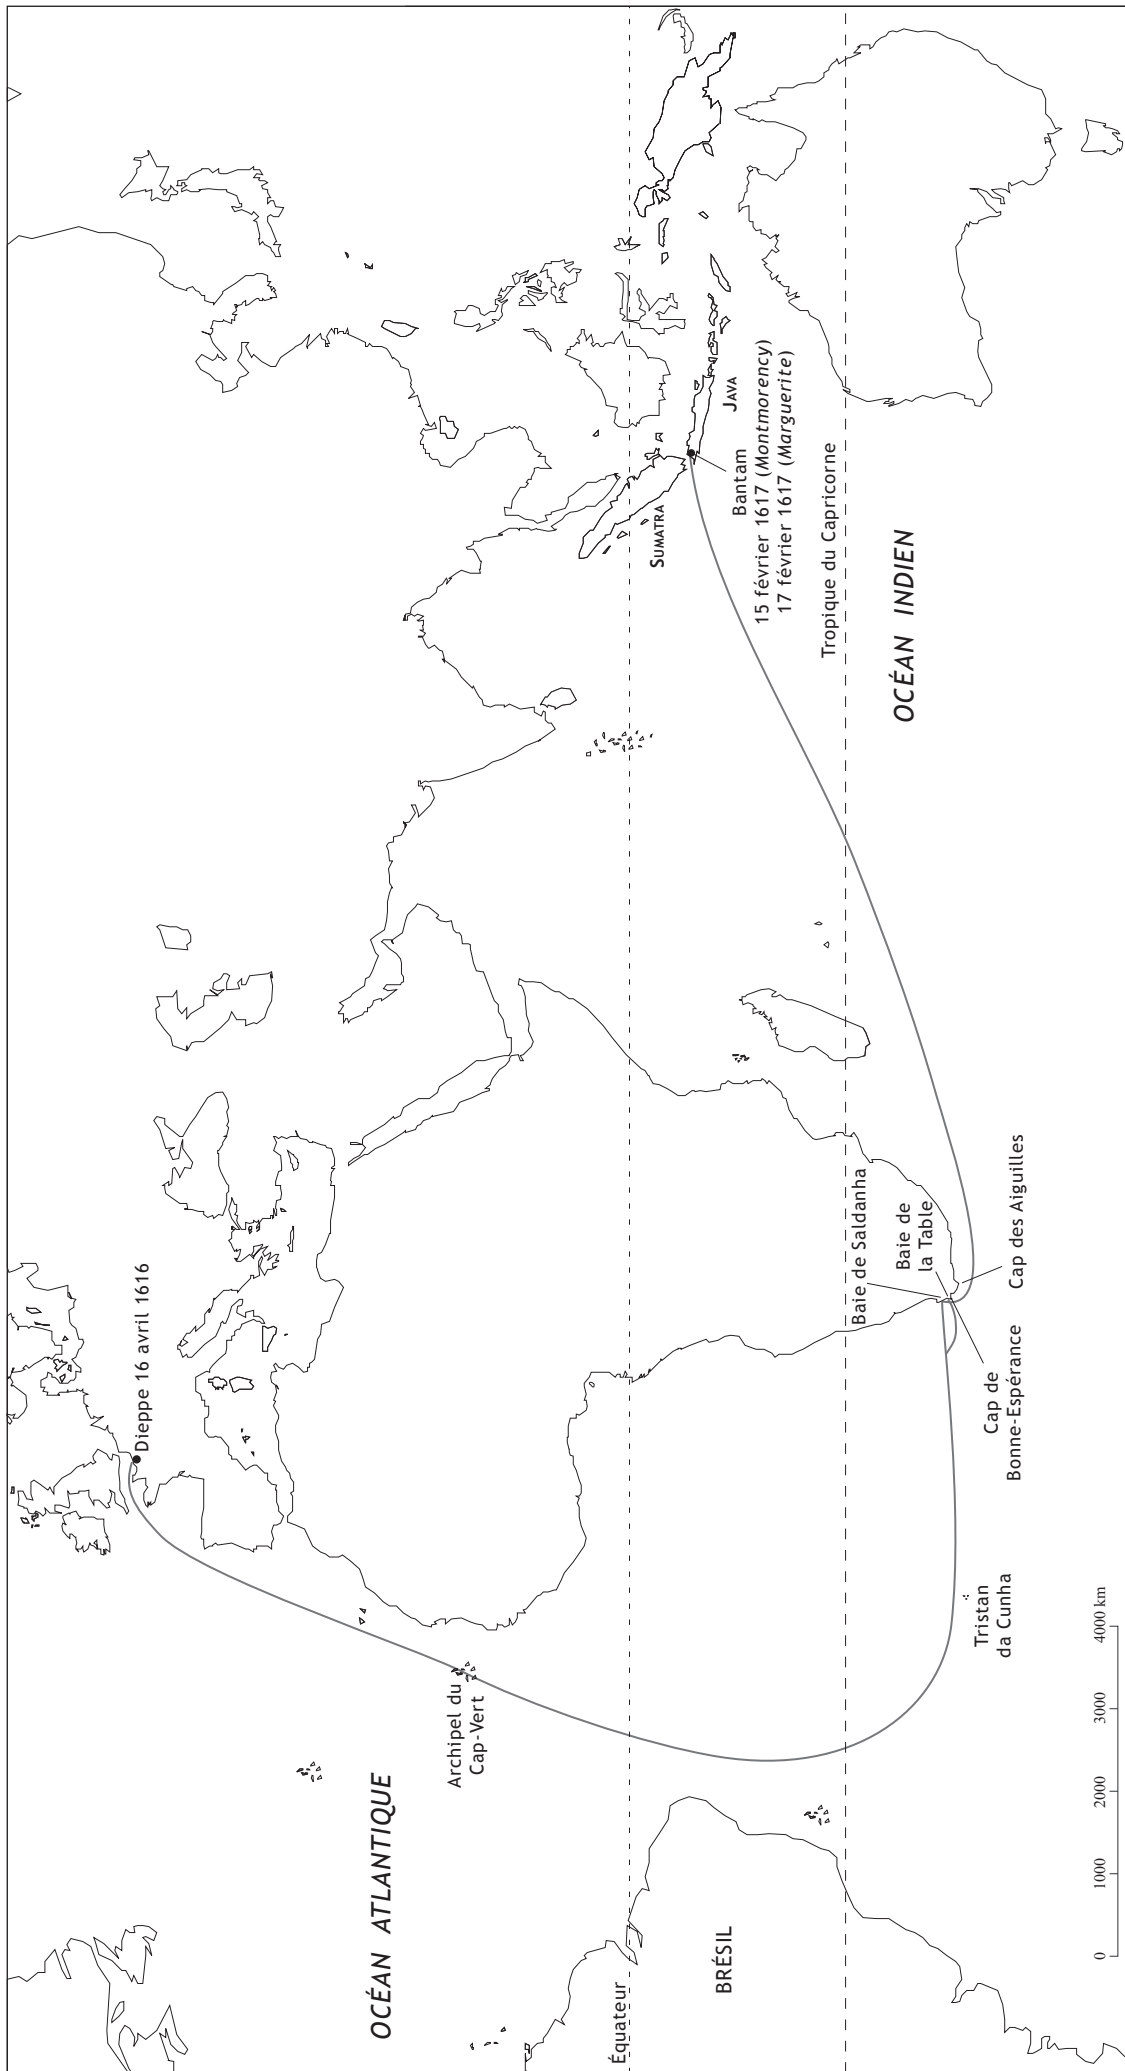 Dieppe 16 avril 1616
OCÉAN ATLANTIQUE
Archipel du
Cap-Vert
Équateur
BRÉSIL
SUMATRA
JAVA
Bantam
15 février 1617 (Montmorency)
17 février 1617 (Marguerite)
Tropique du Capricorne
OCÉAN INDIEN
Baie de Saldanha
Baie de
la Table
Cap des Aiguilles
Cap de
Bonne-Espérance
Tristan
da Cunha
0 1000 2000 3000 4000 km